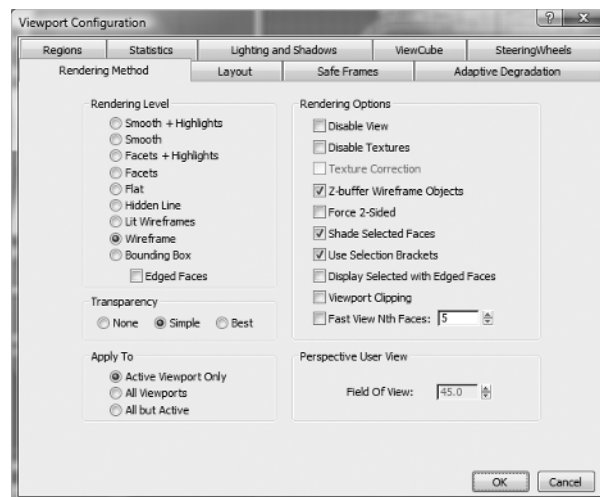 Viewport Configuration
Regions Statistics Lighting and Shadows ViewCube SteeringWheels
Rendering Method Layout Safe Frames Adaptive Degradation
Rendering Level
Smooth + Highlights
Smooth
Facets + Highlights
Facets
Flat
Hidden Line
Lit Wireframes
Wireframe
Bounding Box
Edged Faces
Transparency
None Simple Best
Apply To
Active Viewport Only
All Viewports
All but Active
Rendering Options
Disable View
Disable Textures
Texture Correction
Z-buffer Wireframe Objects
Force 2-Sided
Shade Selected Faces
Use Selection Brackets
Display Selected with Edged Faces
Viewport Clipping
Fast View Nth Faces: 5
Perspective User View
Field Of View: 45.0
OK Cancel